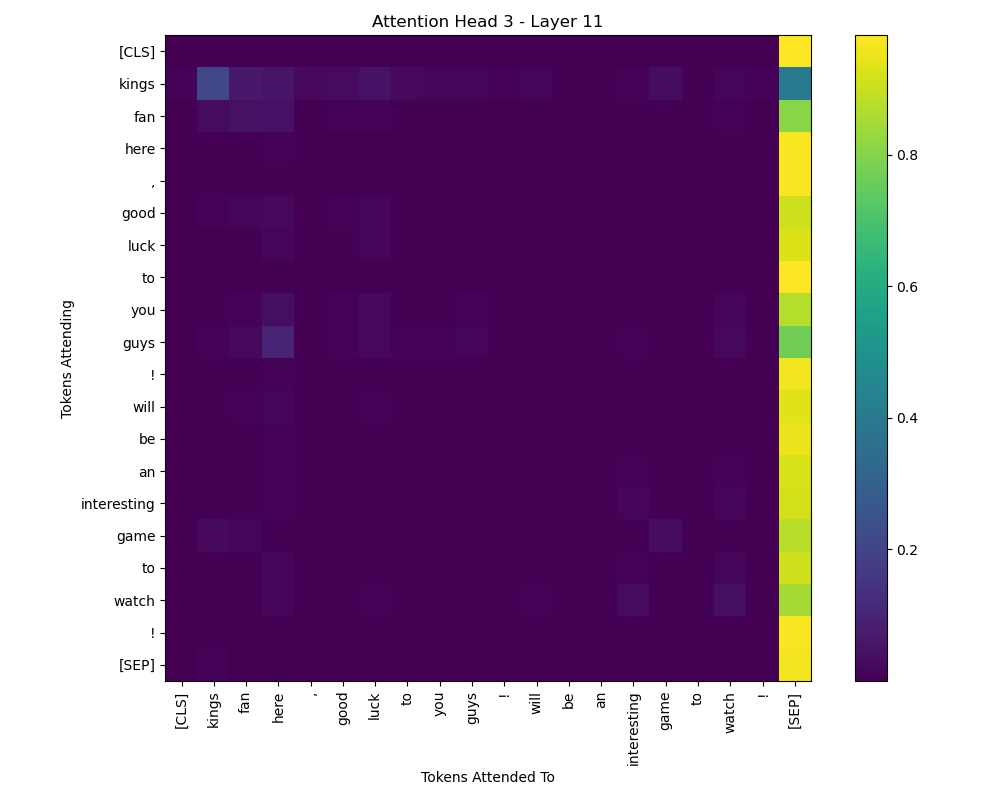 Attention Head 3 - Layer 11
[CLS]
kings
fan
here
,
good
luck
to
you
guys
!
will
be
an
interesting
game
to
watch
!
[SEP]
Tokens Attending
[CLS]
kings
fan
here
,
good
luck
to
you
guys
!
will
be
an
interesting
game
to
watch
!
[SEP]
Tokens Attended To
0.8
0.6
0.4
0.2